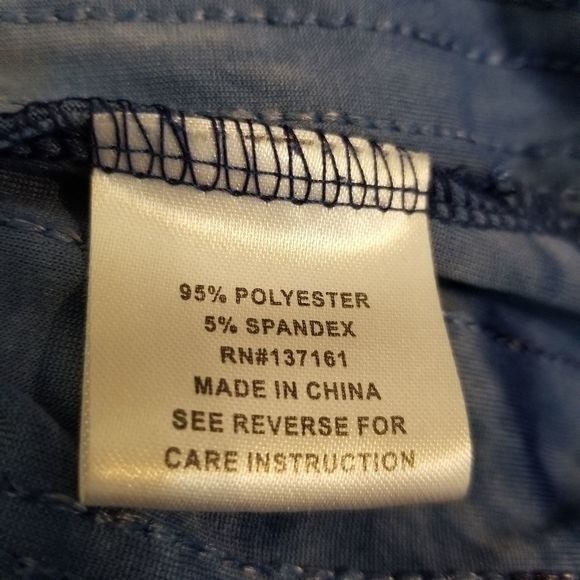 95% POLYESTER
5% SPANDEX
RN#137161
MADE IN CHINA
SEE REVERSE FOR
CARE INSTRUCTION